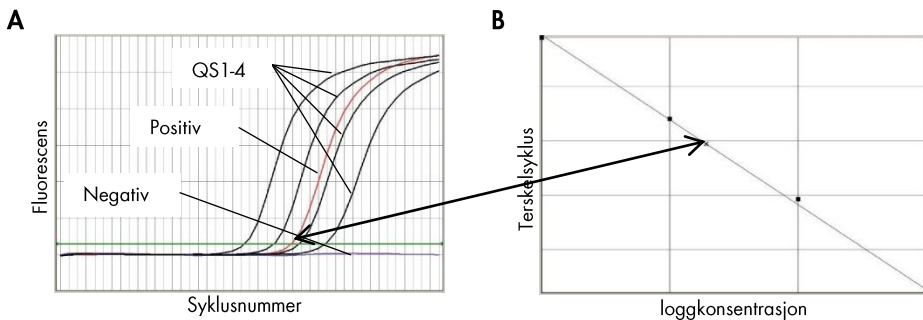 A
B
QS1-4
Positiv
Negativ
Fluorescens
Syklusnummer
Terskelsyklus
loggkonsentrasjon